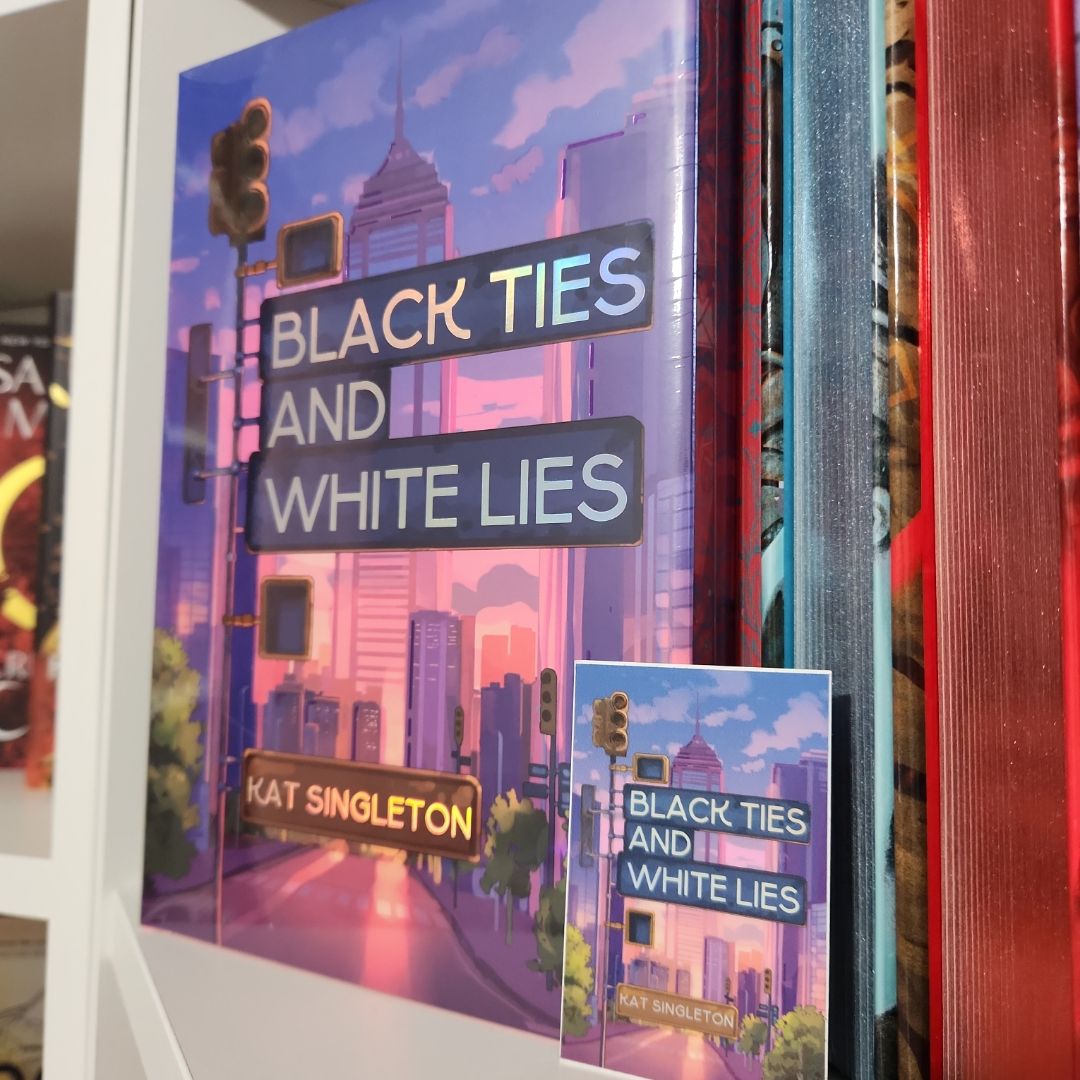 BLACK TIES
AND
WHITE LIES
KAT SINGLETON
BLACK TIES
AND
WHITE LIES
KAT SINGLETON